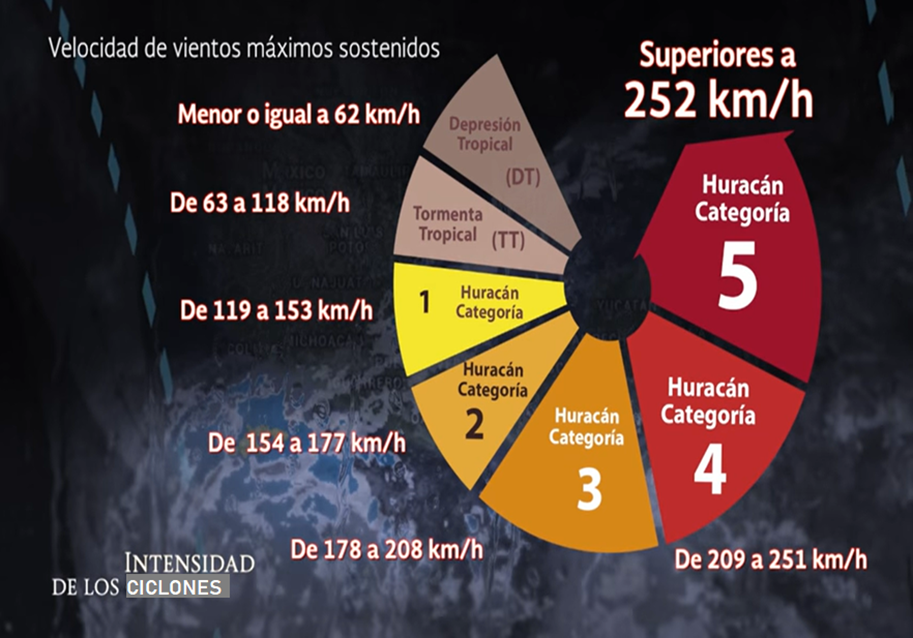 Velocidad de vientos máximos sostenidos
Superiores a
252 km/h
Menor o igual a 62 km/h
Depresión
Tropical
(DT)
De 63 a 118 km/h
Tormenta
Tropical (TT)
De 119 a 153 km/h
1 Huracán
Categoría
De 154 a 177 km/h
Huracán
Categoría
2
De 178 a 208 km/h
Huracán
Categoría
3
De 209 a 251 km/h
Huracán
Categoría
4
Huracán
Categoría
5
INTENSIDAD
DE LOS CICLONES